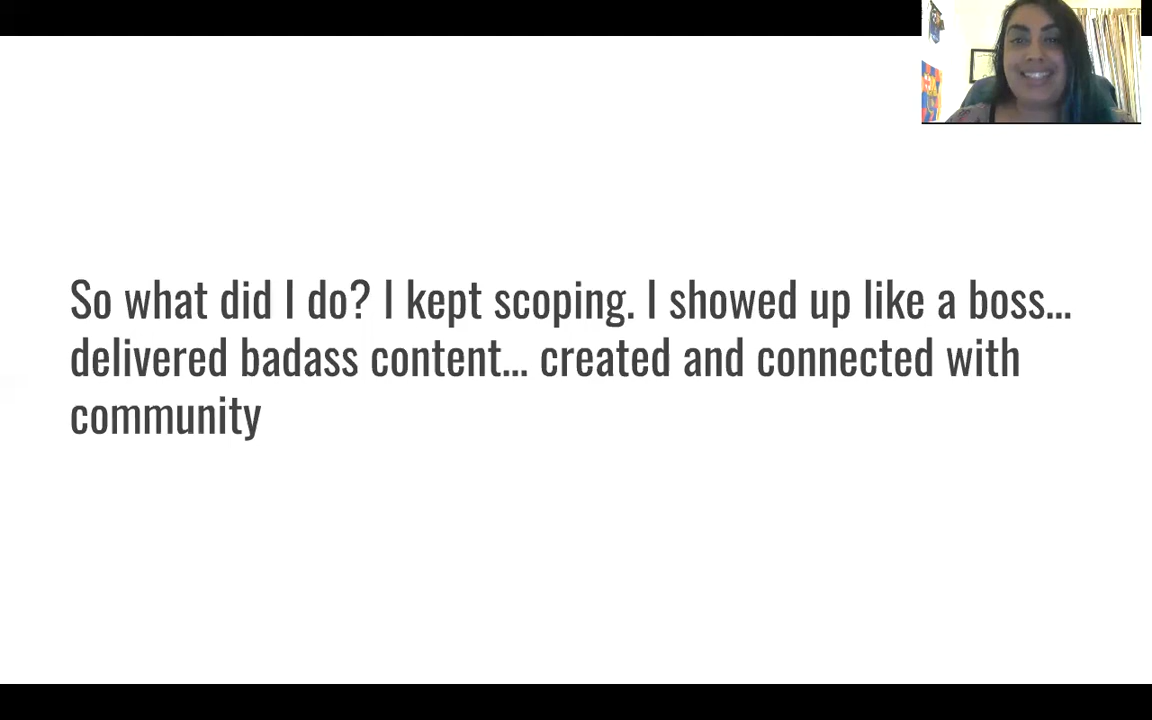 So what did I do? I kept scoping. I showed up like a boss...
delivered badass content... created and connected with
community